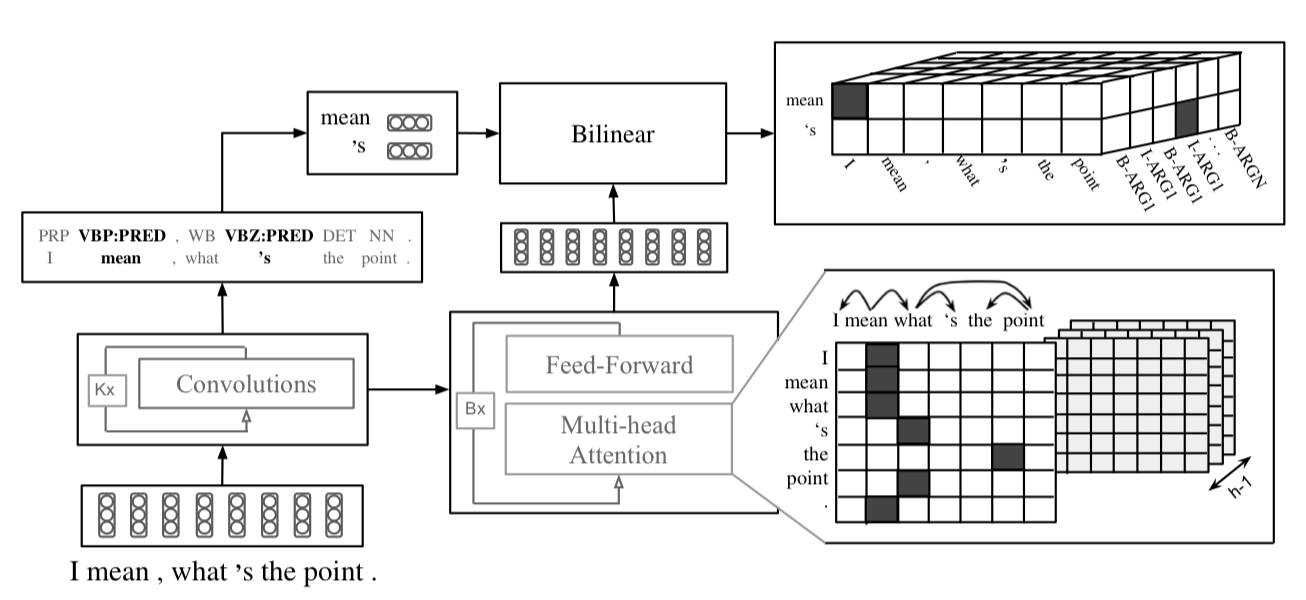 mean
's
Bilinear
mean
's
I mean , what 's the point
B-ARG1 I-ARG1 B-ARG1 I-ARG1 . . . B-ARGN
PRP VBP:PRED , WB VBZ:PRED DET NN .
I mean , what 's the point .
Kx
Convolutions
I mean , what 's the point .
Bx
Feed-Forward
Multi-head
Attention
I mean what 's the point
I
mean
what
's
the
point
.
h-1